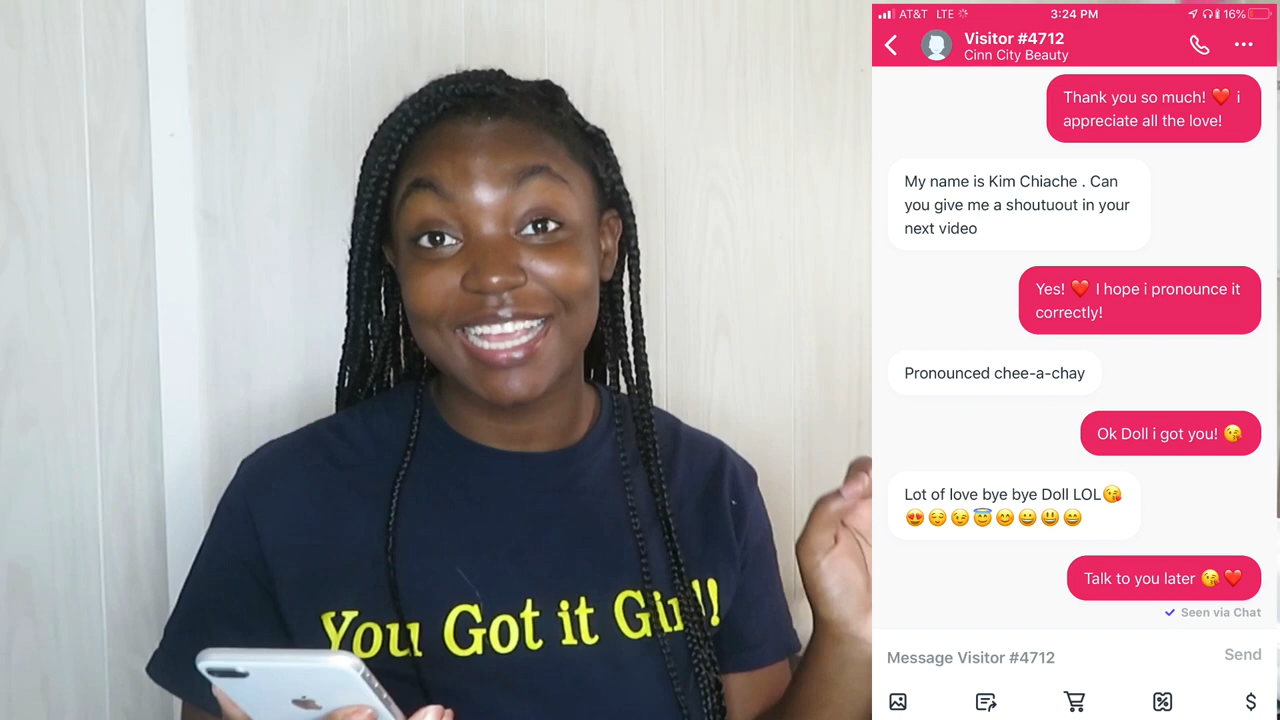 You Got it Girl!
AT&T LTE 3:24 PM 16%
Visitor #4712
Cinn City Beauty
Thank you so much! ❤️ i
appreciate all the love!
My name is Kim Chiache . Can
you give me a shoutuout in your
next video
Yes! ❤️ I hope i pronounce it
correctly!
Pronounced chee-a-chay
Ok Doll i got you! 😘
Lot of love bye bye Doll LOL😘
😍😌😉😇😊😀😃😄
Talk to you later 😘❤️
Seen via Chat
Message Visitor #4712 Send